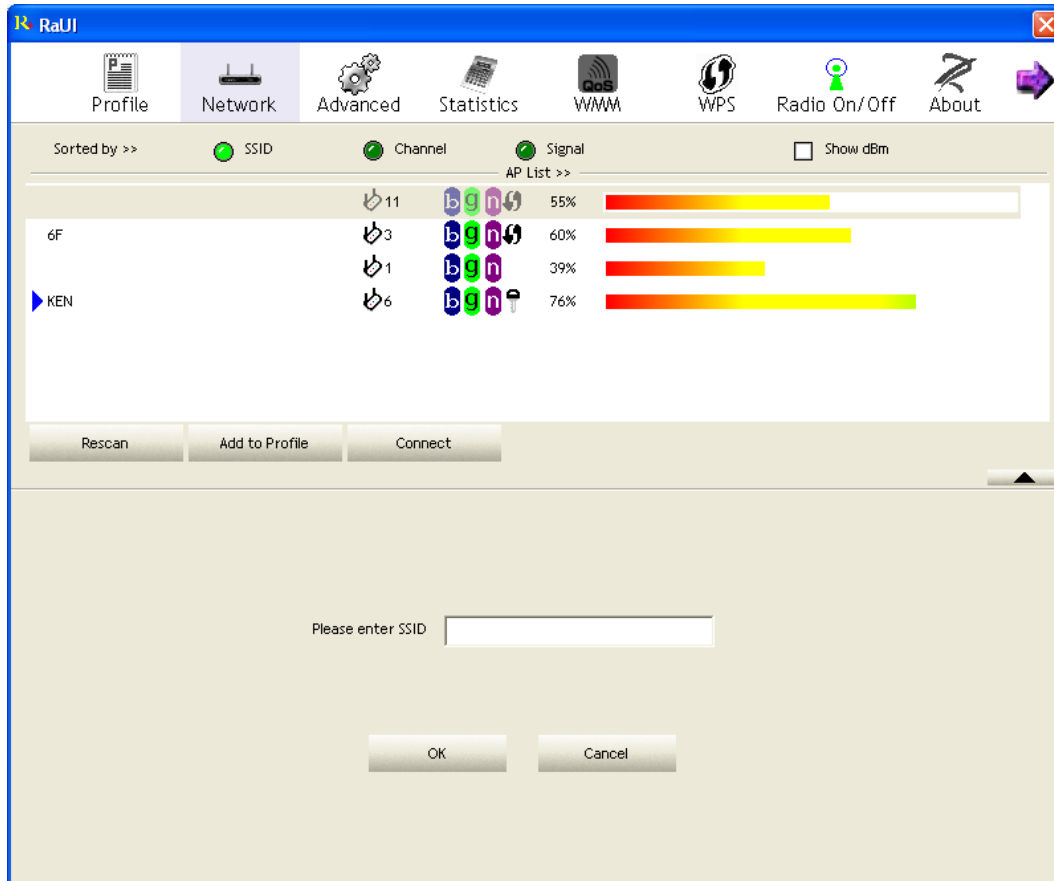 RaUI
Profile Network Advanced Statistics QoS WMM WPS Radio On/Off About
Sorted by >> SSID Channel Signal Show dBm
AP List >>
11 b g n 55%
6F 3 b g n 60%
1 b g n 39%
KEN 6 b g n 76%
Rescan Add to Profile Connect
Please enter SSID
OK Cancel